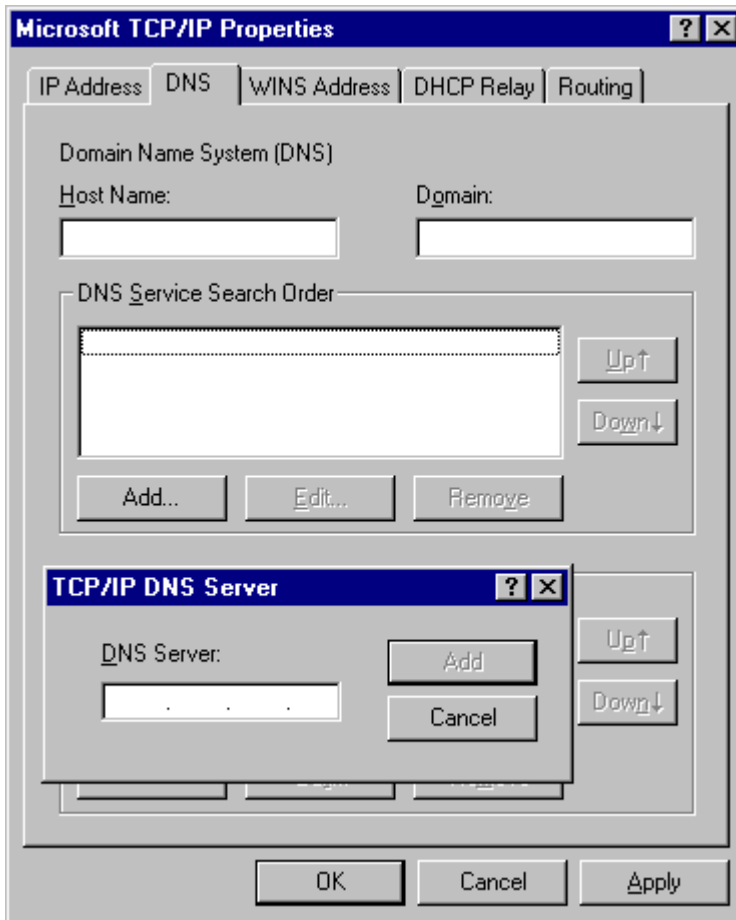 Microsoft TCP/IP Properties
IP Address DNS WINS Address DHCP Relay Routing
Domain Name System (DNS)
Host Name: Domain:
DNS Service Search Order
Up↑
Down↓
Add... Edit... Remove
TCP/IP DNS Server
DNS Server: Add
. . . Cancel
Up↑
Down↓
OK Cancel Apply